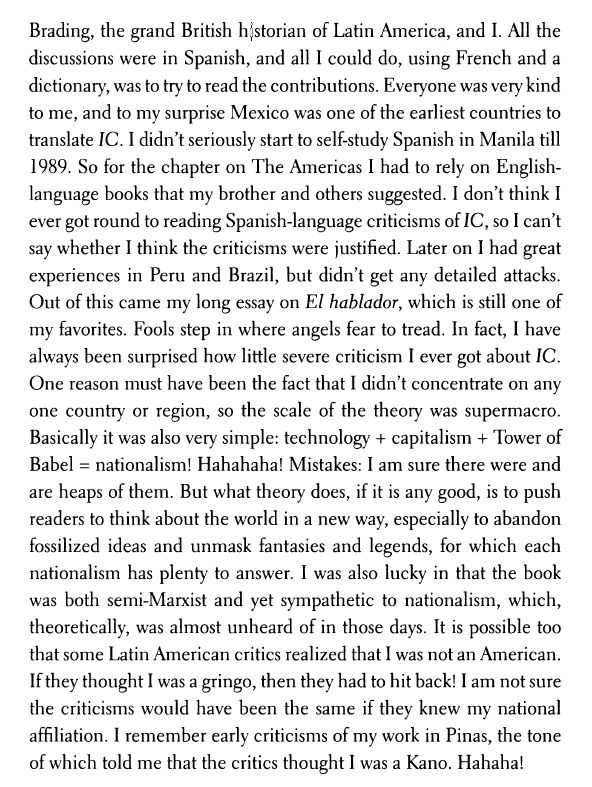 Brading, the grand British historian of Latin America, and I. All the
discussions were in Spanish, and all I could do, using French and a
dictionary, was to try to read the contributions. Everyone was very kind
to me, and to my surprise Mexico was one of the earliest countries to
translate IC. I didn’t seriously start to self-study Spanish in Manila till
1989. So for the chapter on The Americas I had to rely on English-
language books that my brother and others suggested. I don’t think I
ever got round to reading Spanish-language criticisms of IC, so I can’t
say whether I think the criticisms were justified. Later on I had great
experiences in Peru and Brazil, but didn’t get any detailed attacks.
Out of this came my long essay on El hablador, which is still one of
my favorites. Fools step in where angels fear to tread. In fact, I have
always been surprised how little severe criticism I ever got about IC.
One reason must have been the fact that I didn’t concentrate on any
one country or region, so the scale of the theory was supermacro.
Basically it was also very simple: technology + capitalism + Tower of
Babel = nationalism! Hahahaha! Mistakes: I am sure there were and
are heaps of them. But what theory does, if it is any good, is to push
readers to think about the world in a new way, especially to abandon
fossilized ideas and unmask fantasies and legends, for which each
nationalism has plenty to answer. I was also lucky in that the book
was both semi-Marxist and yet sympathetic to nationalism, which,
theoretically, was almost unheard of in those days. It is possible too
that some Latin American critics realized that I was not an American.
If they thought I was a gringo, then they had to hit back! I am not sure
the criticisms would have been the same if they knew my national
affiliation. I remember early criticisms of my work in Pinas, the tone
of which told me that the critics thought I was a Kano. Hahaha!